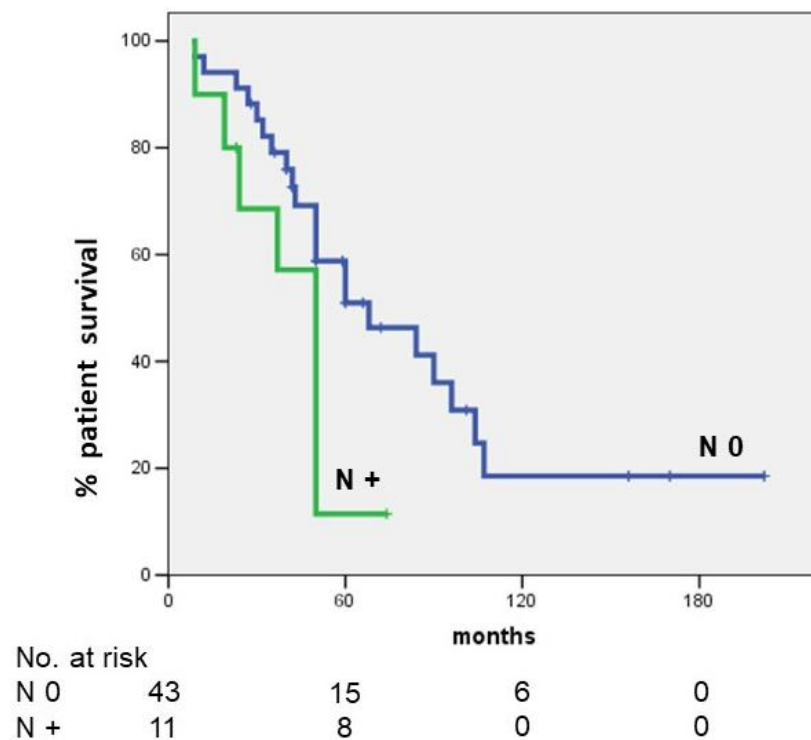 100
80
60
40
20
0
% patient survival
N 0
N +
0 60 120 180
months
No. at risk
N 0 43 15 6 0
N + 11 8 0 0